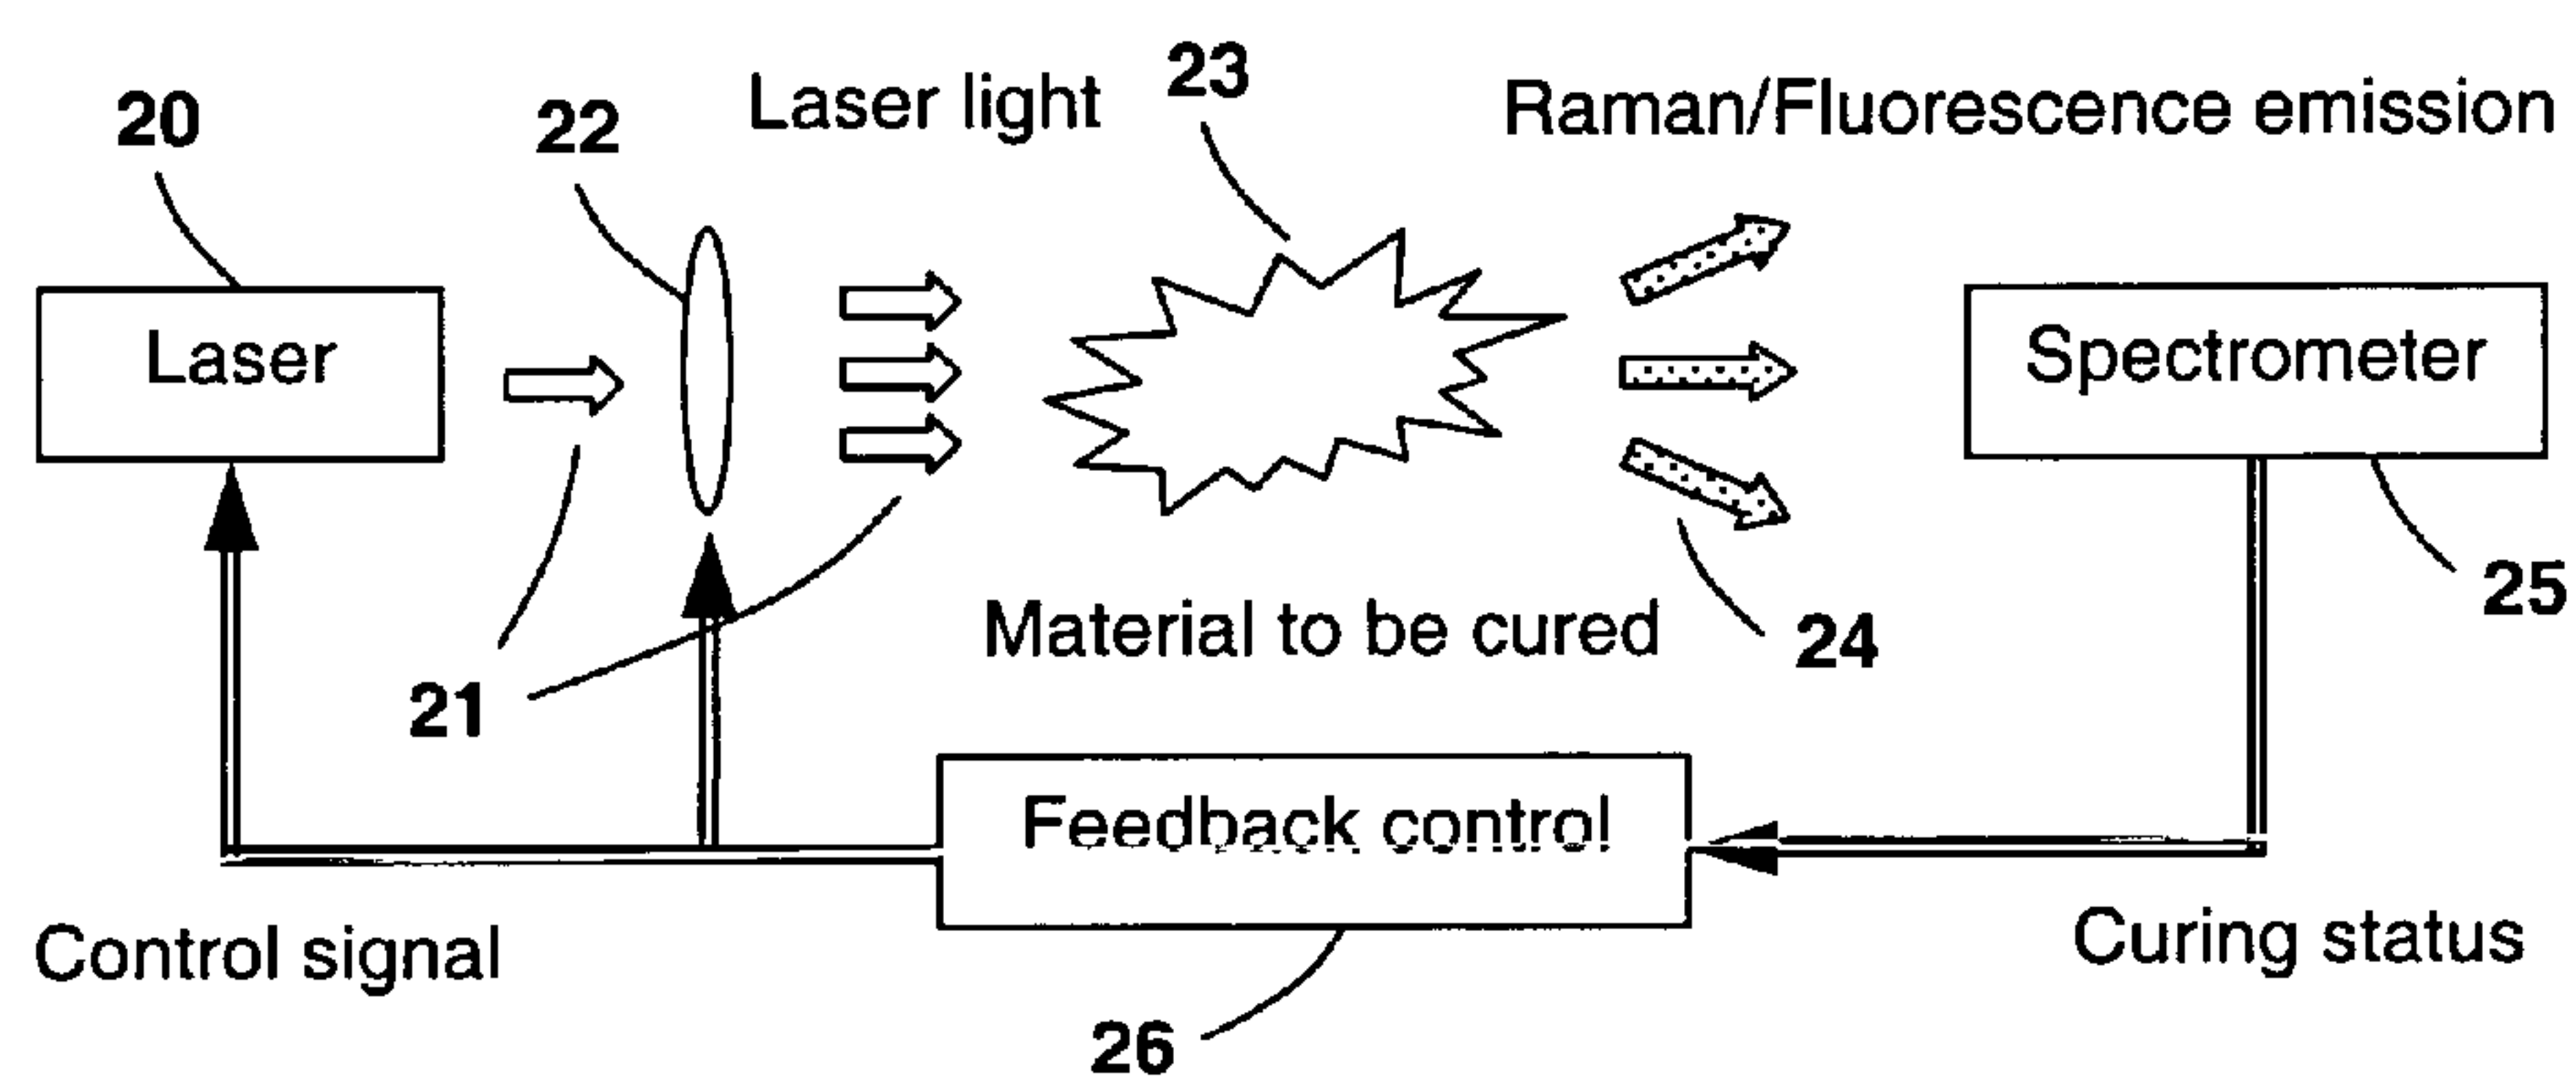 20
22
Laser light
23
Raman/Fluorescence emission
Laser
Spectrometer
21
Material to be cured
24
25
Feedback control
Control signal
Curing status
26